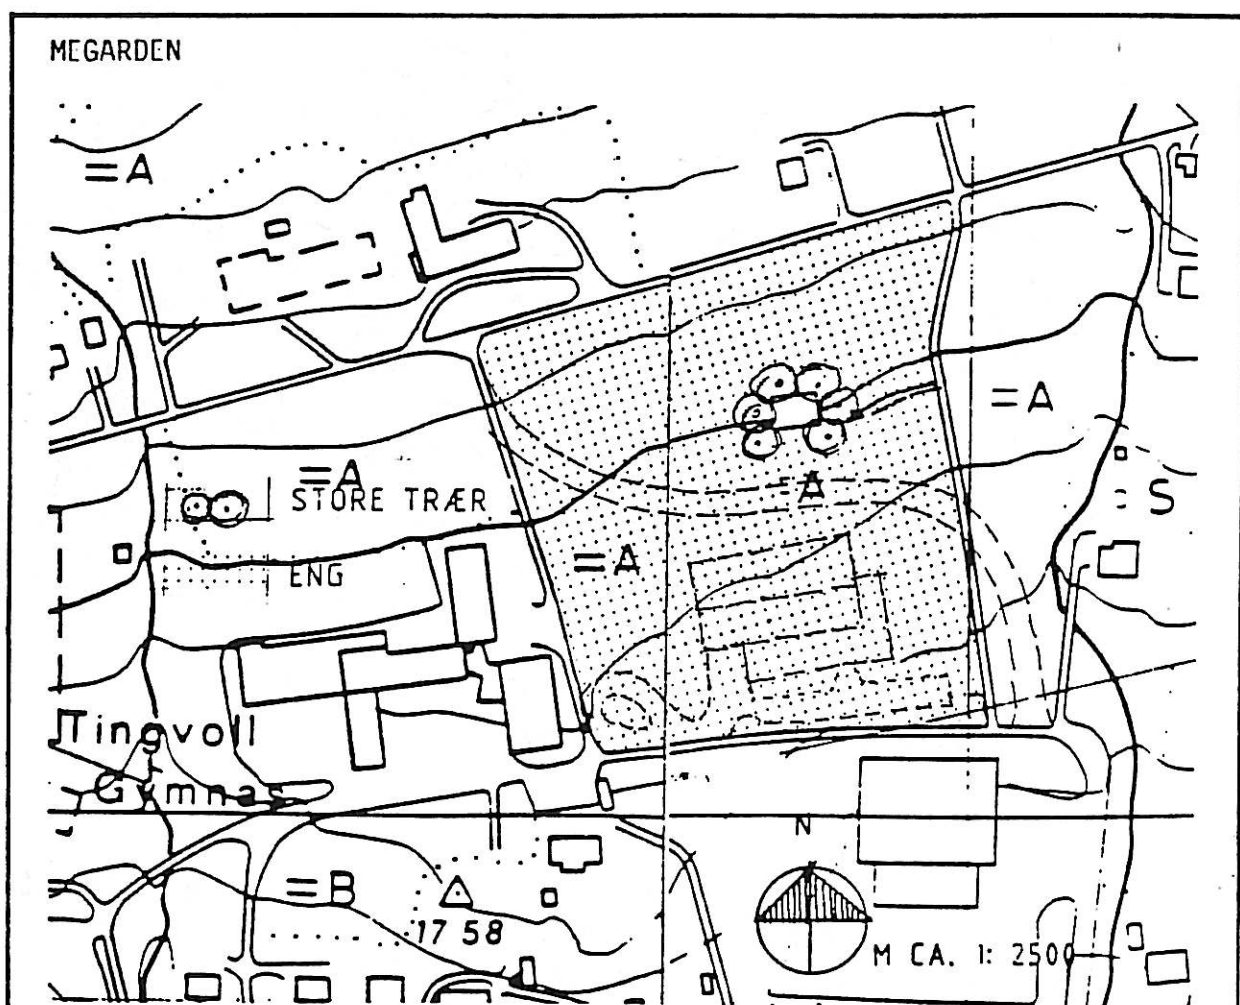 MEGARDEN
=A
=A
=A
STORE TRÆR
A
S
=A
ENG
Tingvoll
Gymnas
N
=B
17 58
M CA. 1: 2500